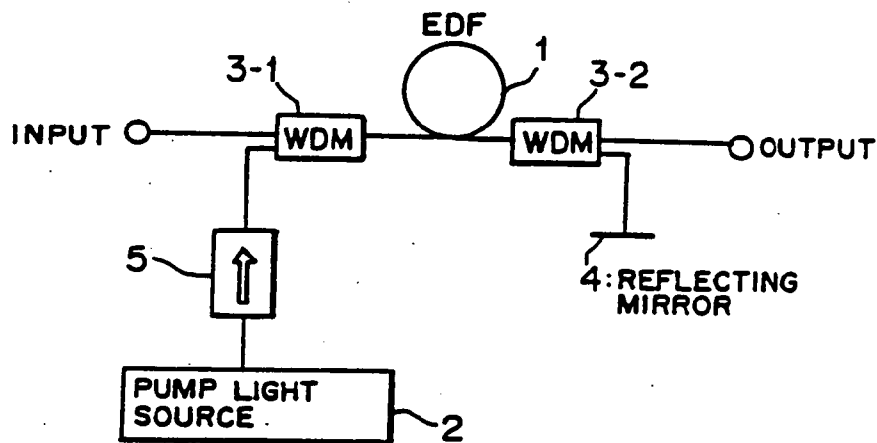 EDF
1
3-1
3-2
INPUT
WDM
WDM
OUTPUT
5
4: REFLECTING
MIRROR
PUMP LIGHT
SOURCE
2